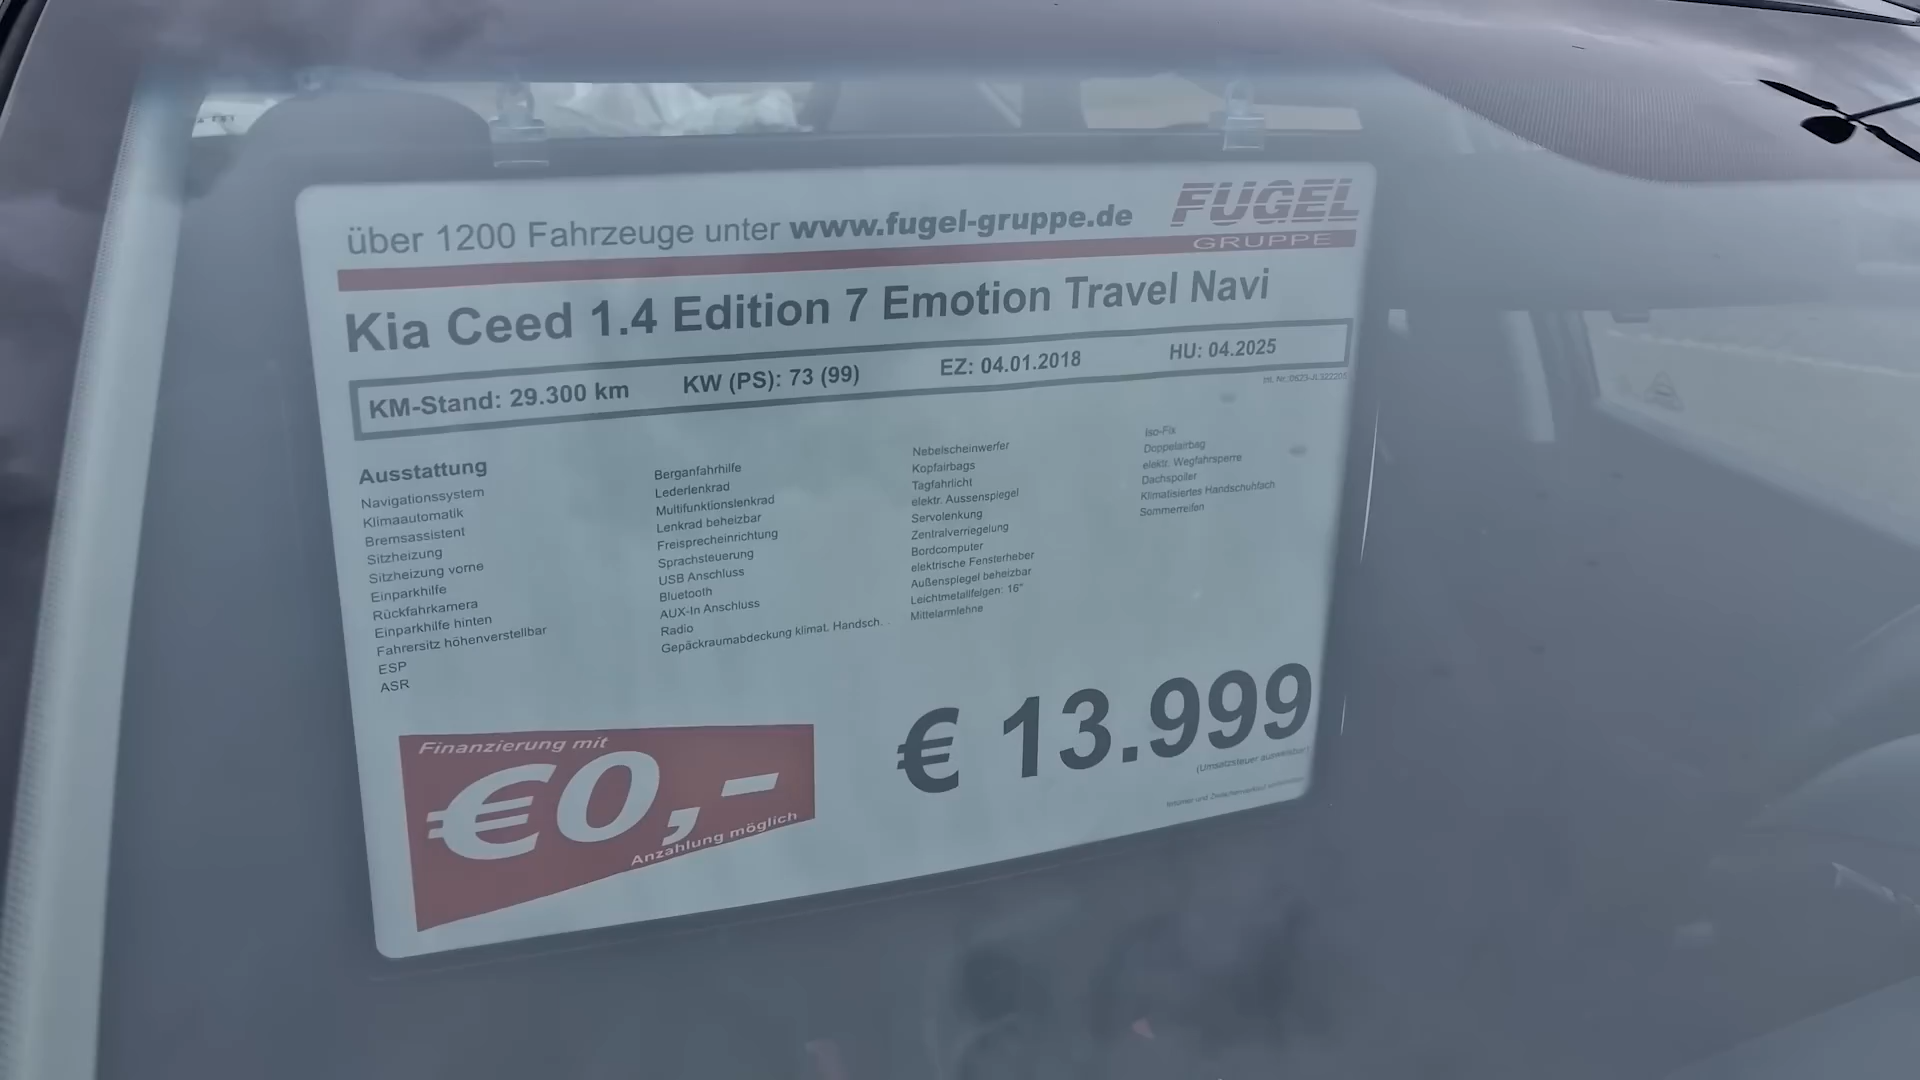 über 1200 Fahrzeuge unter www.fugel-gruppe.de
FUGEL
GRUPPE
Kia Ceed 1.4 Edition 7 Emotion Travel Navi
KM-Stand: 29.300 km KW (PS): 73 (99) EZ: 04.01.2018 HU: 04.2025
Ausstattung
Navigationssystem
Klimaautomatik
Bremsassistent
Sitzheizung
Sitzheizung vorne
Einparkhilfe
Rückfahrkamera
Einparkhilfe hinten
Fahrersitz höhenverstellbar
ESP
ASR
Berganfahrhilfe
Lederlenkrad
Multifunktionslenkrad
Lenkrad beheizbar
Freisprecheinrichtung
Sprachsteuerung
USB Anschluss
Bluetooth
AUX-In Anschluss
Radio
Gepäckraumabdeckung klimat. Handsch.
Nebelscheinwerfer
Kopfairbags
Tagfahrlicht
elektr. Aussenspiegel
Servolenkung
Zentralverriegelung
Bordcomputer
elektrische Fensterheber
Außenspiegel beheizbar
Leichtmetallfelgen: 16"
Mittelarmlehne
Iso-Fix
Doppelairbag
elektr. Wegfahrsperre
Dachspoiler
Klimatisiertes Handschuhfach
Sommerreifen
Finanzierung mit
€0,-
Anzahlung möglich
€ 13.999
(Umsatzsteuer ausweisbar)